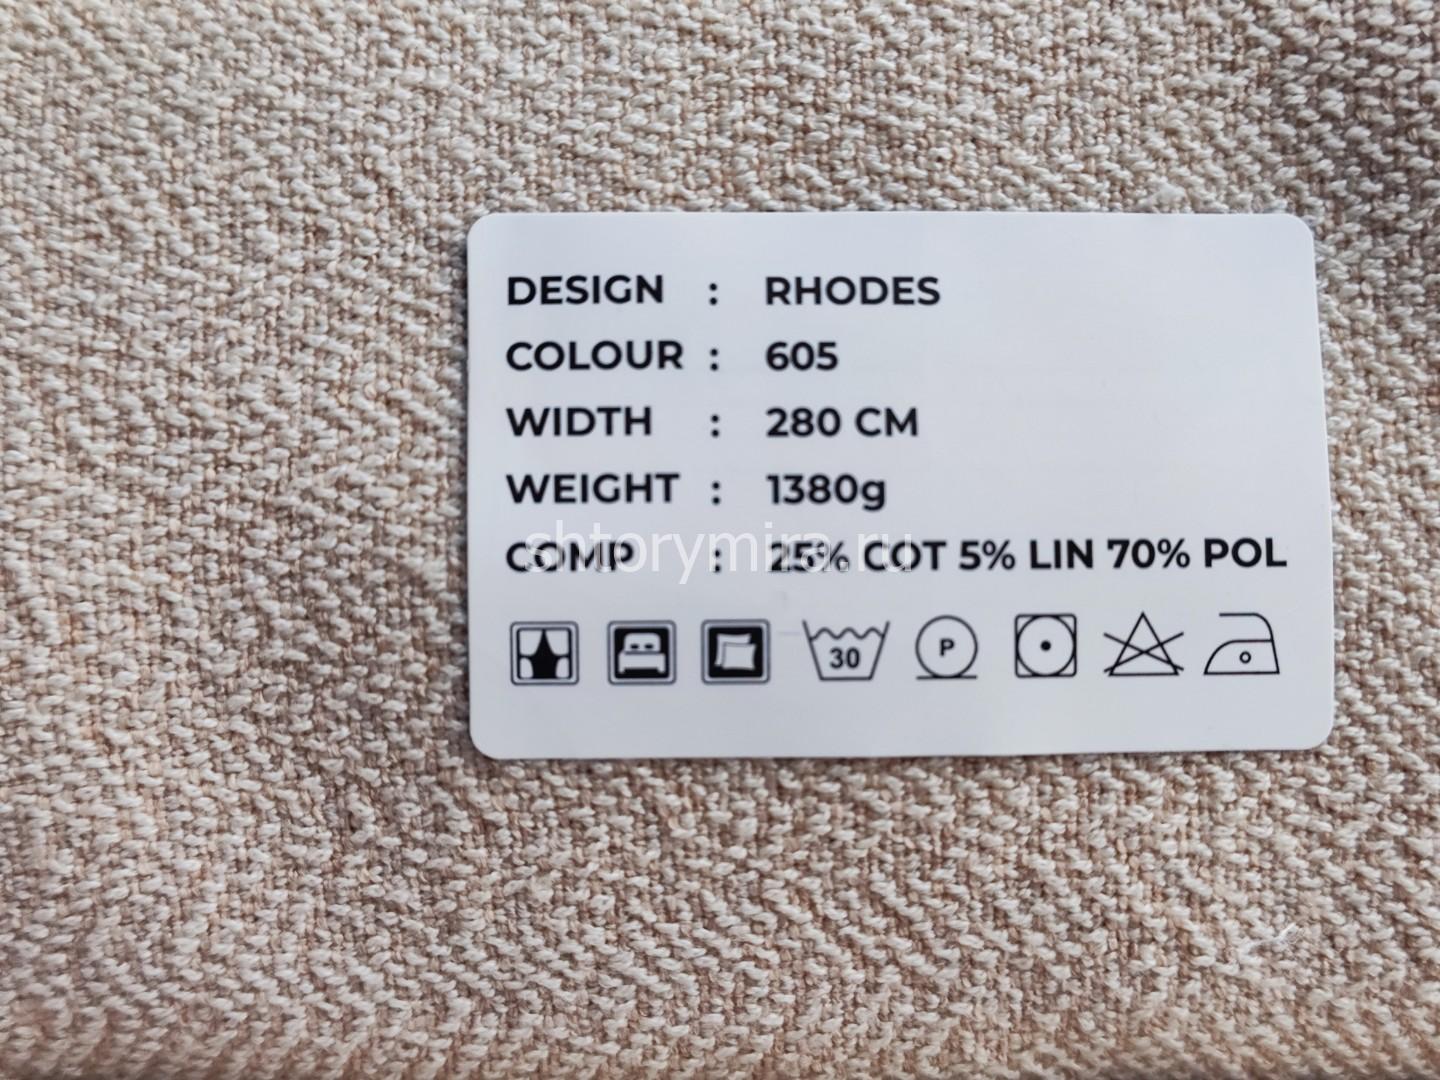 DESIGN : RHODES
COLOUR : 605
WIDTH : 280 CM
WEIGHT : 1380g
COMP : 25% COT 5% LIN 70% POL
shtorymira.ru
30 P